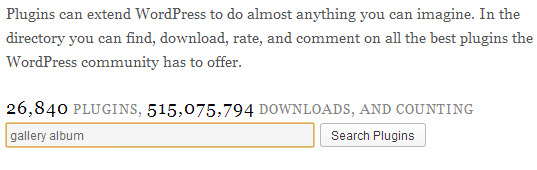 Plugins can extend WordPress to do almost anything you can imagine. In the
directory you can find, download, rate, and comment on all the best plugins the
WordPress community has to offer.
26,840 PLUGINS, 515,075,794 DOWNLOADS, AND COUNTING
gallery album Search Plugins